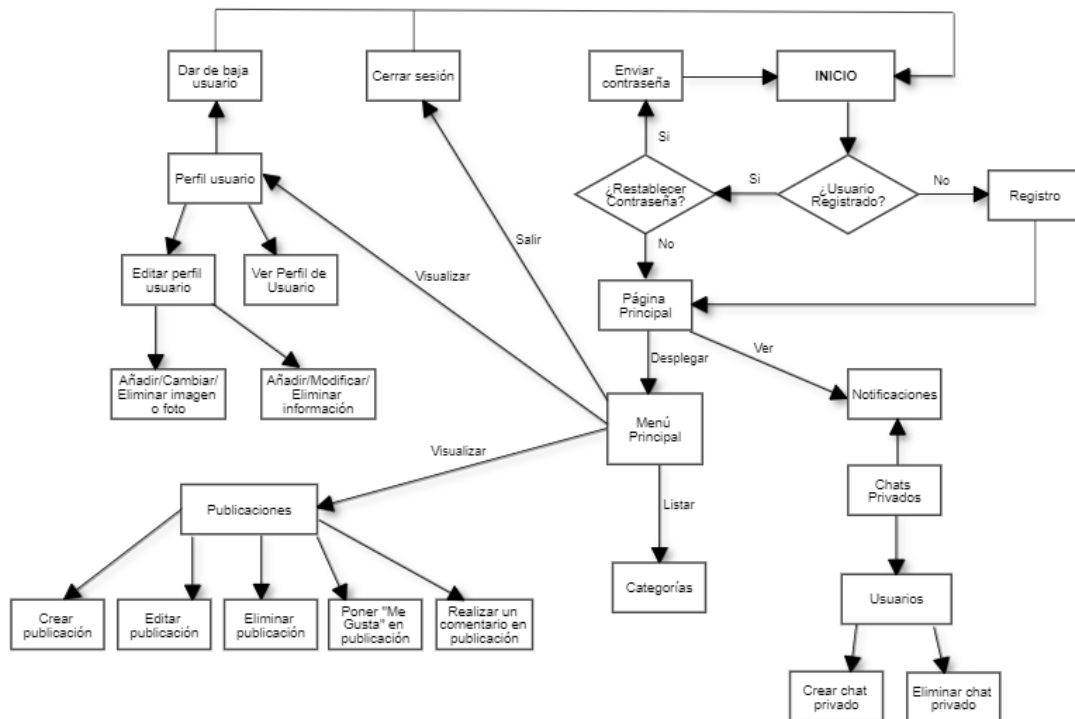 Dar de baja
usuario
Cerrar sesión
Enviar
contraseña
INICIO
Si
Perfil usuario
¿Restablecer
Contraseña?
Si
¿Usuario
Registrado?
No
Registro
Salir
No
Editar perfil
usuario
Ver Perfil de
Usuario
Visualizar
Página
Principal
Desplegar
Ver
Añadir/Cambiar/
Eliminar imagen
o foto
Añadir/Modificar/
Eliminar
información
Menú
Principal
Notificaciones
Visualizar
Chats
Privados
Publicaciones
Listar
Categorías
Usuarios
Crear
publicación
Editar
publicación
Eliminar
publicación
Poner "Me
Gusta" en
publicación
Realizar un
comentario en
publicación
Crear chat
privado
Eliminar chat
privado